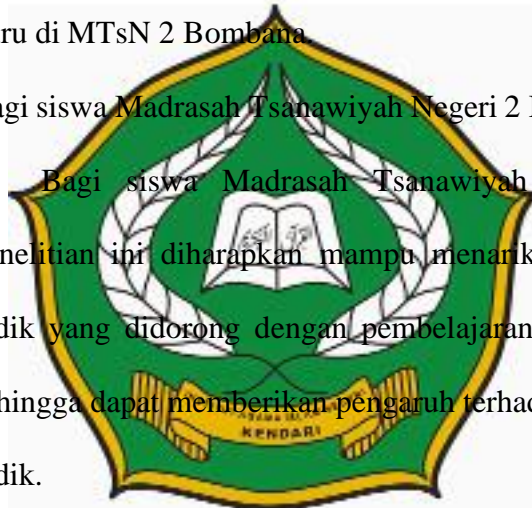 ru di MTsN 2 Bombana.
agi siswa Madrasah Tsanawiyah Negeri 2
Bagi siswa Madrasah Tsanawiyah
nelitian ini diharapkan mampu menarik
dik yang didorong dengan pembelajaran
hingga dapat memberikan pengaruh terhad
dik.
KENDARI